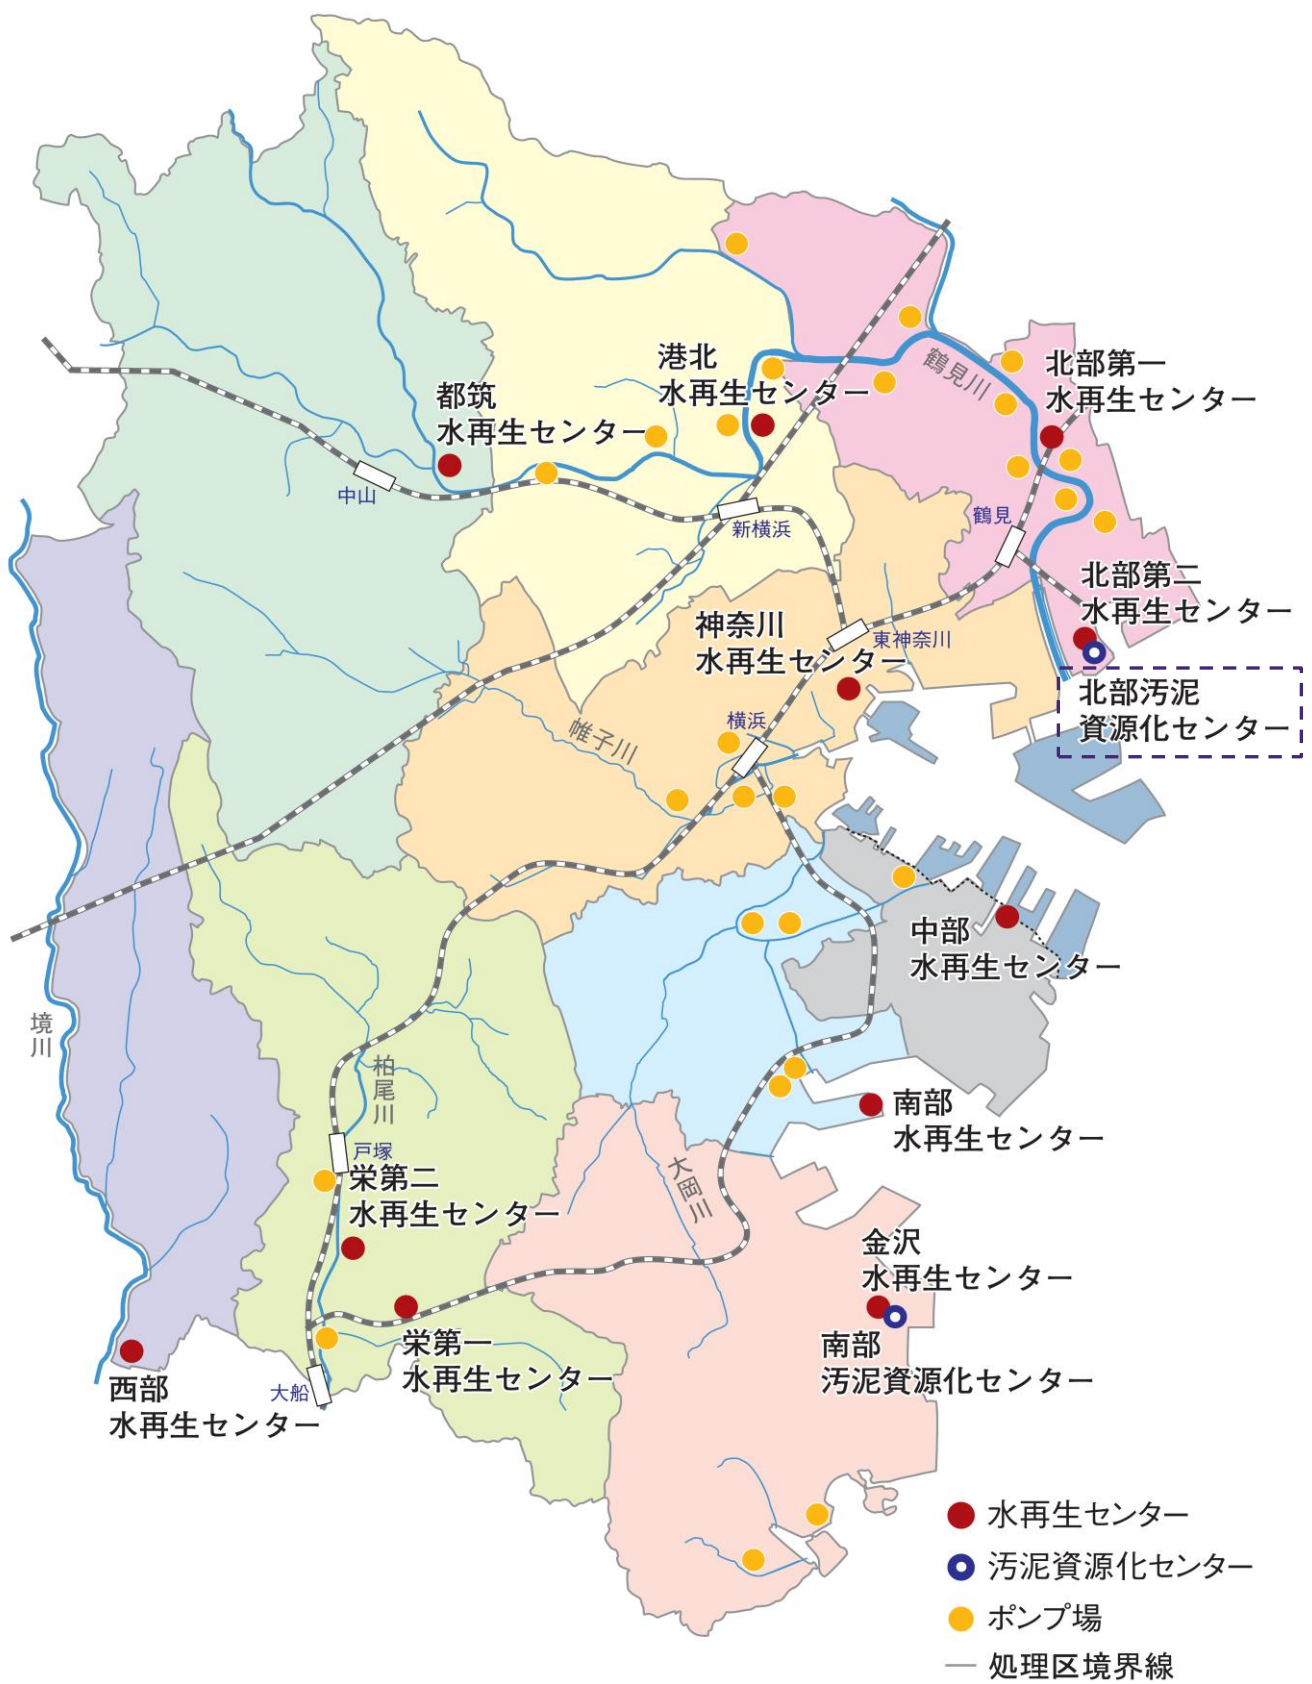 港北
水再生センター
北部第一
水再生センター
都筑
水再生センター
鶴見川
中山
新横浜
鶴見
北部第二
水再生センター
神奈川
水再生センター
東神奈川
北部汚泥
資源化センター
横浜
帷子川
中部
水再生センター
境川
柏尾川
南部
水再生センター
戸塚
栄第二
水再生センター
大岡川
金沢
水再生センター
栄第一
水再生センター
南部
汚泥資源化センター
大船
西部
水再生センター
水再生センター
汚泥資源化センター
ポンプ場
処理区境界線